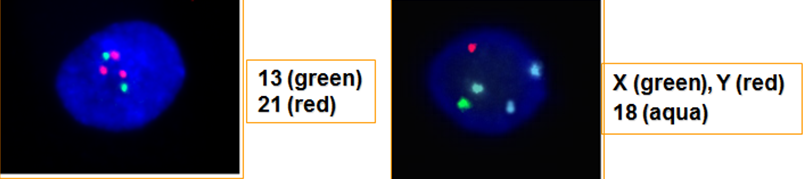 13 (green)
21 (red)
X (green), Y (red)
18 (aqua)